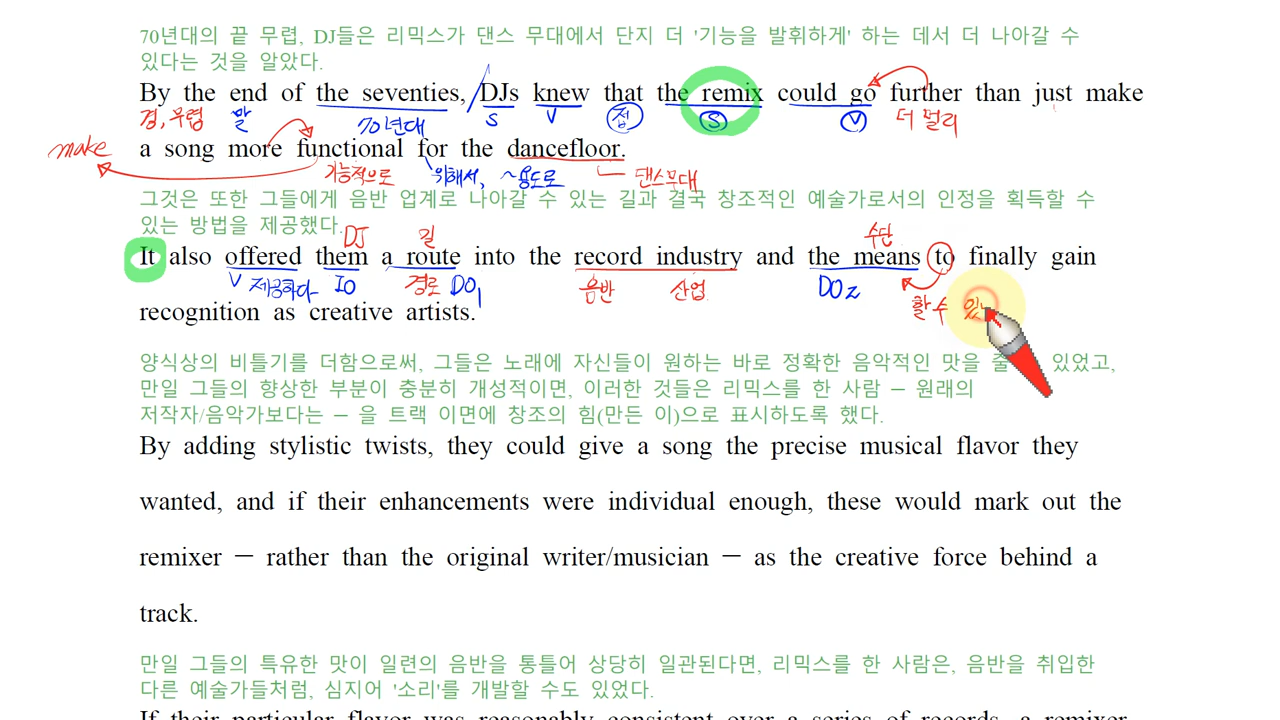 70년대의 끝 무렵, DJ들은 리믹스가 댄스 무대에서 단지 더 '기능을 발휘하게' 하는 데서 더 나아갈 수
있다는 것을 알았다.
By the end of the seventies, DJs knew that the remix could go further than just make
경, 무렵 말 70년대 S V 접 S V 더 멀리
make a song more functional for the dancefloor.
기능적으로 위해서, ~용도로 댄스무대
그것은 또한 그들에게 음반 업계로 나아갈 수 있는 길과 결국 창조적인 예술가로서의 인정을 획득할 수
있는 방법을 제공했다.
DJ 길 수단
It also offered them a route into the record industry and the means to finally gain
V 제공하다 IO 경로 DO1 음반 산업 DO2 할 수
recognition as creative artists.
양식상의 비틀기를 더함으로써, 그들은 노래에 자신들이 원하는 바로 정확한 음악적인 맛을 줄 있었고,
만일 그들의 향상한 부분이 충분히 개성적이면, 이러한 것들은 리믹스를 한 사람 ─ 원래의
저작자/음악가보다는 ─ 을 트랙 이면에 창조의 힘(만든 이)으로 표시하도록 했다.
By adding stylistic twists, they could give a song the precise musical flavor they
wanted, and if their enhancements were individual enough, these would mark out the
remixer ─ rather than the original writer/musician ─ as the creative force behind a
track.
만일 그들의 특유한 맛이 일련의 음반을 통틀어 상당히 일관된다면, 리믹스를 한 사람은, 음반을 취입한
다른 예술가들처럼, 심지어 '소리'를 개발할 수도 있었다.
If their particular flavor was reasonably consistent over a series of records, a remixer